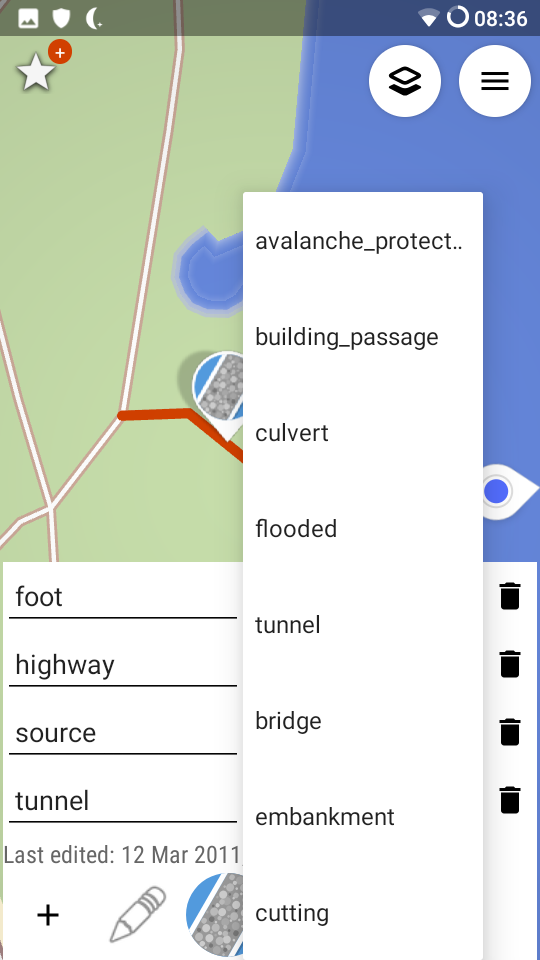 08:36
+
avalanche_protect..
building_passage
culvert
flooded
tunnel
bridge
embankment
cutting
foot
highway
source
tunnel
Last edited: 12 Mar 2011,
+